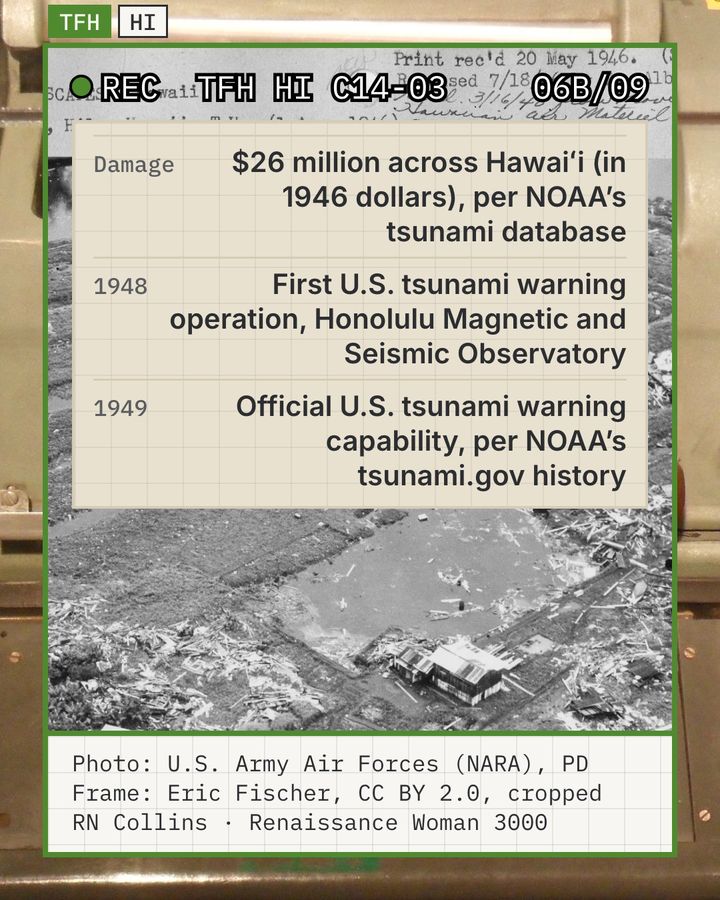 TFH HI
Print rec'd 20 May 1946.
REC TFH HI C14-03 06B/09
Damage $26 million across Hawaiʻi (in
1946 dollars), per NOAA’s
tsunami database
1948 First U.S. tsunami warning
operation, Honolulu Magnetic and
Seismic Observatory
1949 Official U.S. tsunami warning
capability, per NOAA’s
tsunami.gov history
Photo: U.S. Army Air Forces (NARA), PD
Frame: Eric Fischer, CC BY 2.0, cropped
RN Collins · Renaissance Woman 3000